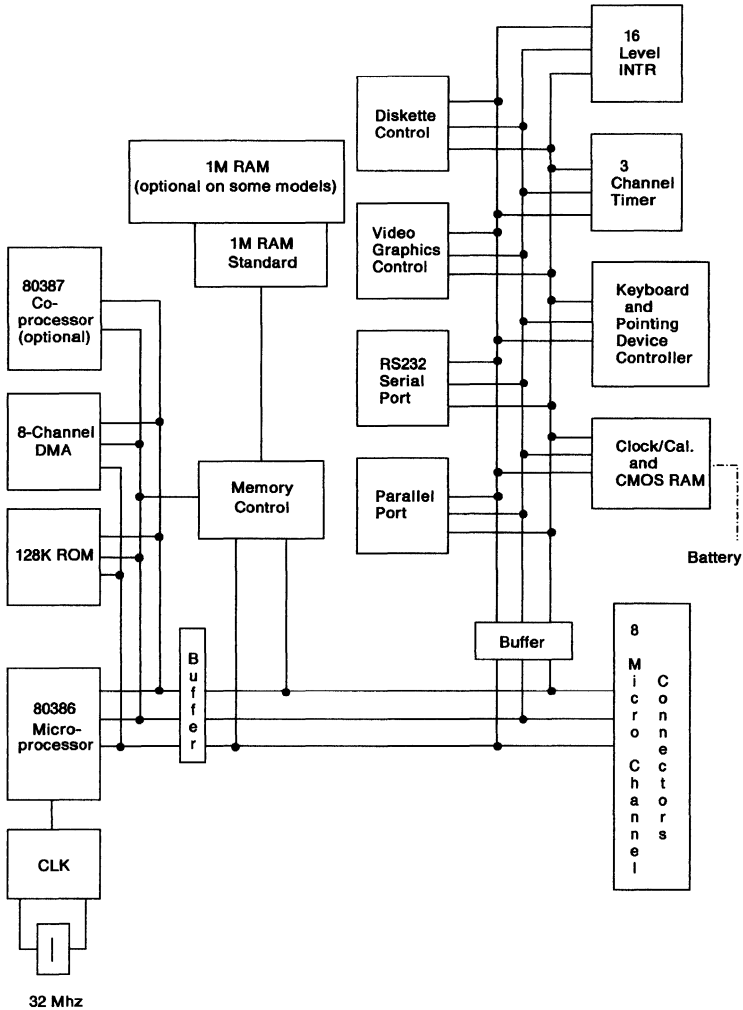 16
Level
INTR
Diskette
Control
1M RAM
(optional on some models)
3
Channel
Timer
1M RAM
Standard
Video
Graphics
Control
80387
Co-
processor
(optional)
Keyboard
and
Pointing
Device
Controller
RS232
Serial
Port
8-Channel
DMA
Clock/Cal.
and
CMOS RAM
Memory
Control
Parallel
Port
128K ROM
Battery
Buffer
Buffer
8 Micro Channel
Connectors
80386
Micro-
processor
CLK
32 Mhz